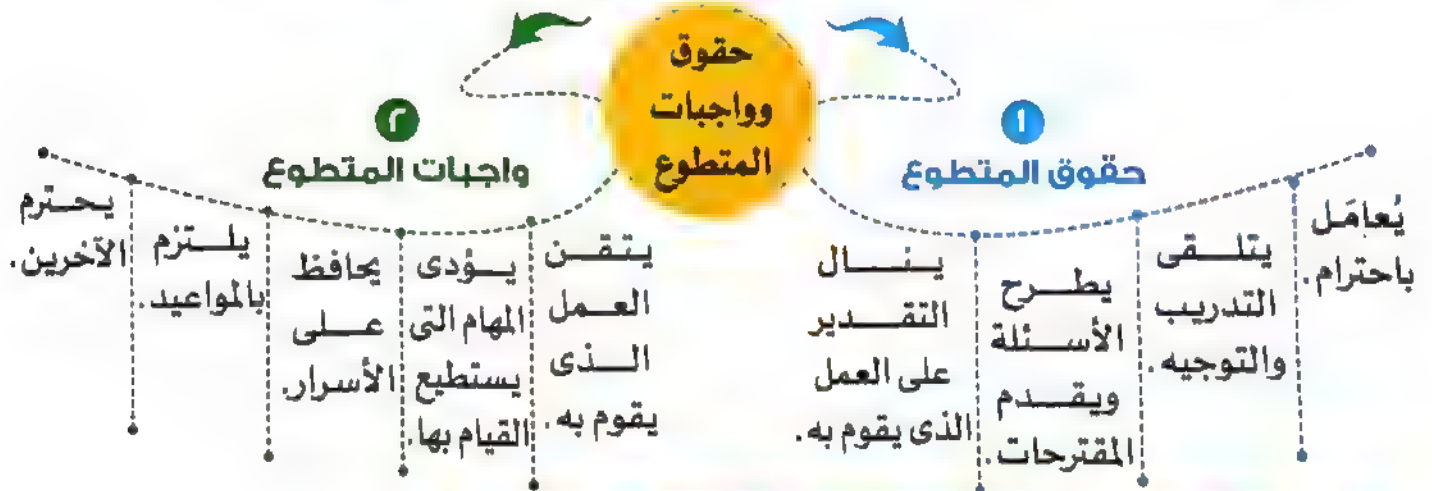 حقوق
وواجبات
المتطوع
١
حقوق المتطوع
يُعامَل
باحترام.
يتلقى
التدريب
والتوجيه.
يطرح
الأسئلة
ويقدم
المقترحات.
ينال
التقدير
على العمل
الذى يقوم به.
٢
واجبات المتطوع
يتقن
العمل
الذى
يقوم به.
يؤدى
المهام التى
يستطيع
القيام بها.
يحافظ
على
الأسرار.
يلتزم
بالمواعيد.
يحترم
الآخرين.